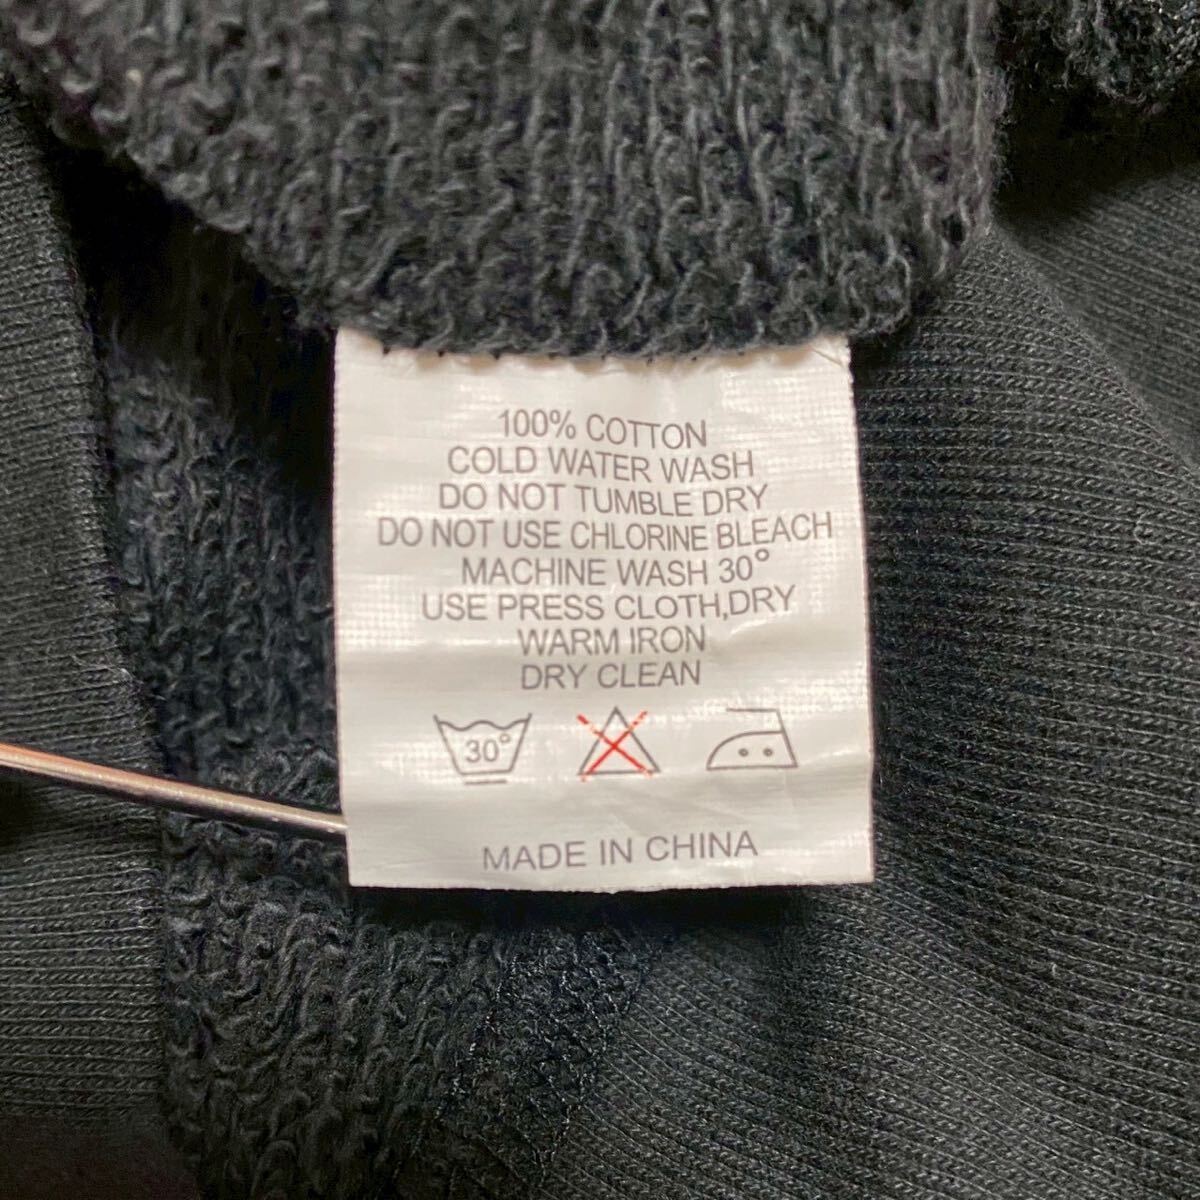 100% COTTON
COLD WATER WASH
DO NOT TUMBLE DRY
DO NOT USE CHLORINE BLEACH
MACHINE WASH 30°
USE PRESS CLOTH,DRY
WARM IRON
DRY CLEAN
30°
MADE IN CHINA